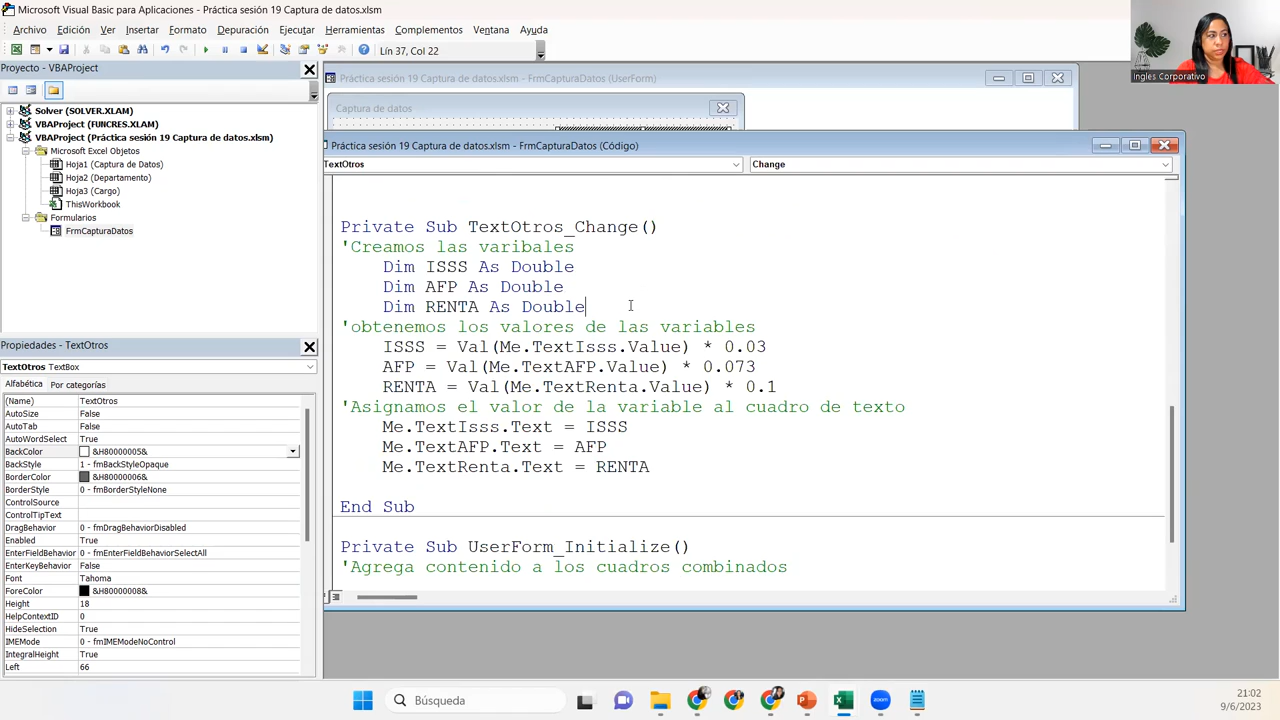 Microsoft Visual Basic para Aplicaciones - Práctica sesión 19 Captura de datos.xlsm
Archivo Edición Ver Insertar Formato Depuración Ejecutar Herramientas Complementos Ventana Ayuda
Lín 37, Col 22
Ingles Corporativo
Proyecto - VBAProject
Solver (SOLVER.XLAM)
VBAProject (FUNCRES.XLAM)
VBAProject (Práctica sesión 19 Captura de datos.xlsm)
Microsoft Excel Objetos
Hoja1 (Captura de Datos)
Hoja2 (Departamento)
Hoja3 (Cargo)
ThisWorkbook
Formularios
FrmCapturaDatos
Propiedades - TextOtros
TextOtros TextBox
Alfabética Por categorías
(Name) TextOtros
AutoSize False
AutoTab False
AutoWordSelect True
BackColor &H80000005&
BackStyle 1 - fmBackStyleOpaque
BorderColor &H80000006&
BorderStyle 0 - fmBorderStyleNone
ControlSource
ControlTipText
DragBehavior 0 - fmDragBehaviorDisabled
Enabled True
EnterFieldBehavior 0 - fmEnterFieldBehaviorSelectAll
EnterKeyBehavior False
Font Tahoma
ForeColor &H80000008&
Height 18
HelpContextID 0
HideSelection True
IMEMode 0 - fmIMEModeNoControl
IntegralHeight True
Left 66
Práctica sesión 19 Captura de datos.xlsm - FrmCapturaDatos (UserForm)
Captura de datos
Práctica sesión 19 Captura de datos.xlsm - FrmCapturaDatos (Código)
TextOtros Change
Private Sub TextOtros_Change()
'Creamos las varibales
Dim ISSS As Double
Dim AFP As Double
Dim RENTA As Double
'obtenemos los valores de las variables
ISSS = Val(Me.TextIsss.Value) * 0.03
AFP = Val(Me.TextAFP.Value) * 0.073
RENTA = Val(Me.TextRenta.Value) * 0.1
'Asignamos el valor de la variable al cuadro de texto
Me.TextIsss.Text = ISSS
Me.TextAFP.Text = AFP
Me.TextRenta.Text = RENTA
End Sub
Private Sub UserForm_Initialize()
'Agrega contenido a los cuadros combinados
Búsqueda
21:02
9/6/2023